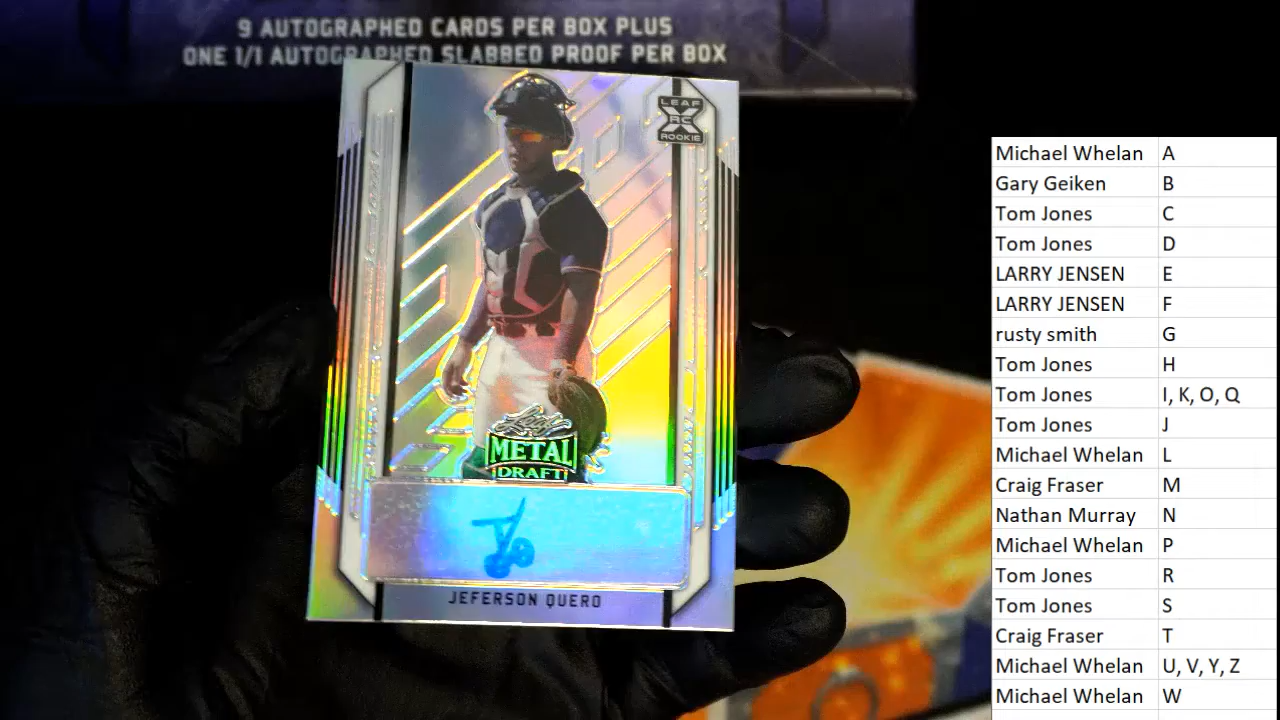 9 AUTOGRAPHED CARDS PER BOX PLUS
ONE 1/1 AUTOGRAPHED SLABBED PROOF PER BOX
LEAF
RC
ROOKIE
Leaf
METAL
DRAFT
JEFERSON QUERO
Michael Whelan A
Gary Geiken B
Tom Jones C
Tom Jones D
LARRY JENSEN E
LARRY JENSEN F
rusty smith G
Tom Jones H
Tom Jones I, K, O, Q
Tom Jones J
Michael Whelan L
Craig Fraser M
Nathan Murray N
Michael Whelan P
Tom Jones R
Tom Jones S
Craig Fraser T
Michael Whelan U, V, Y, Z
Michael Whelan W